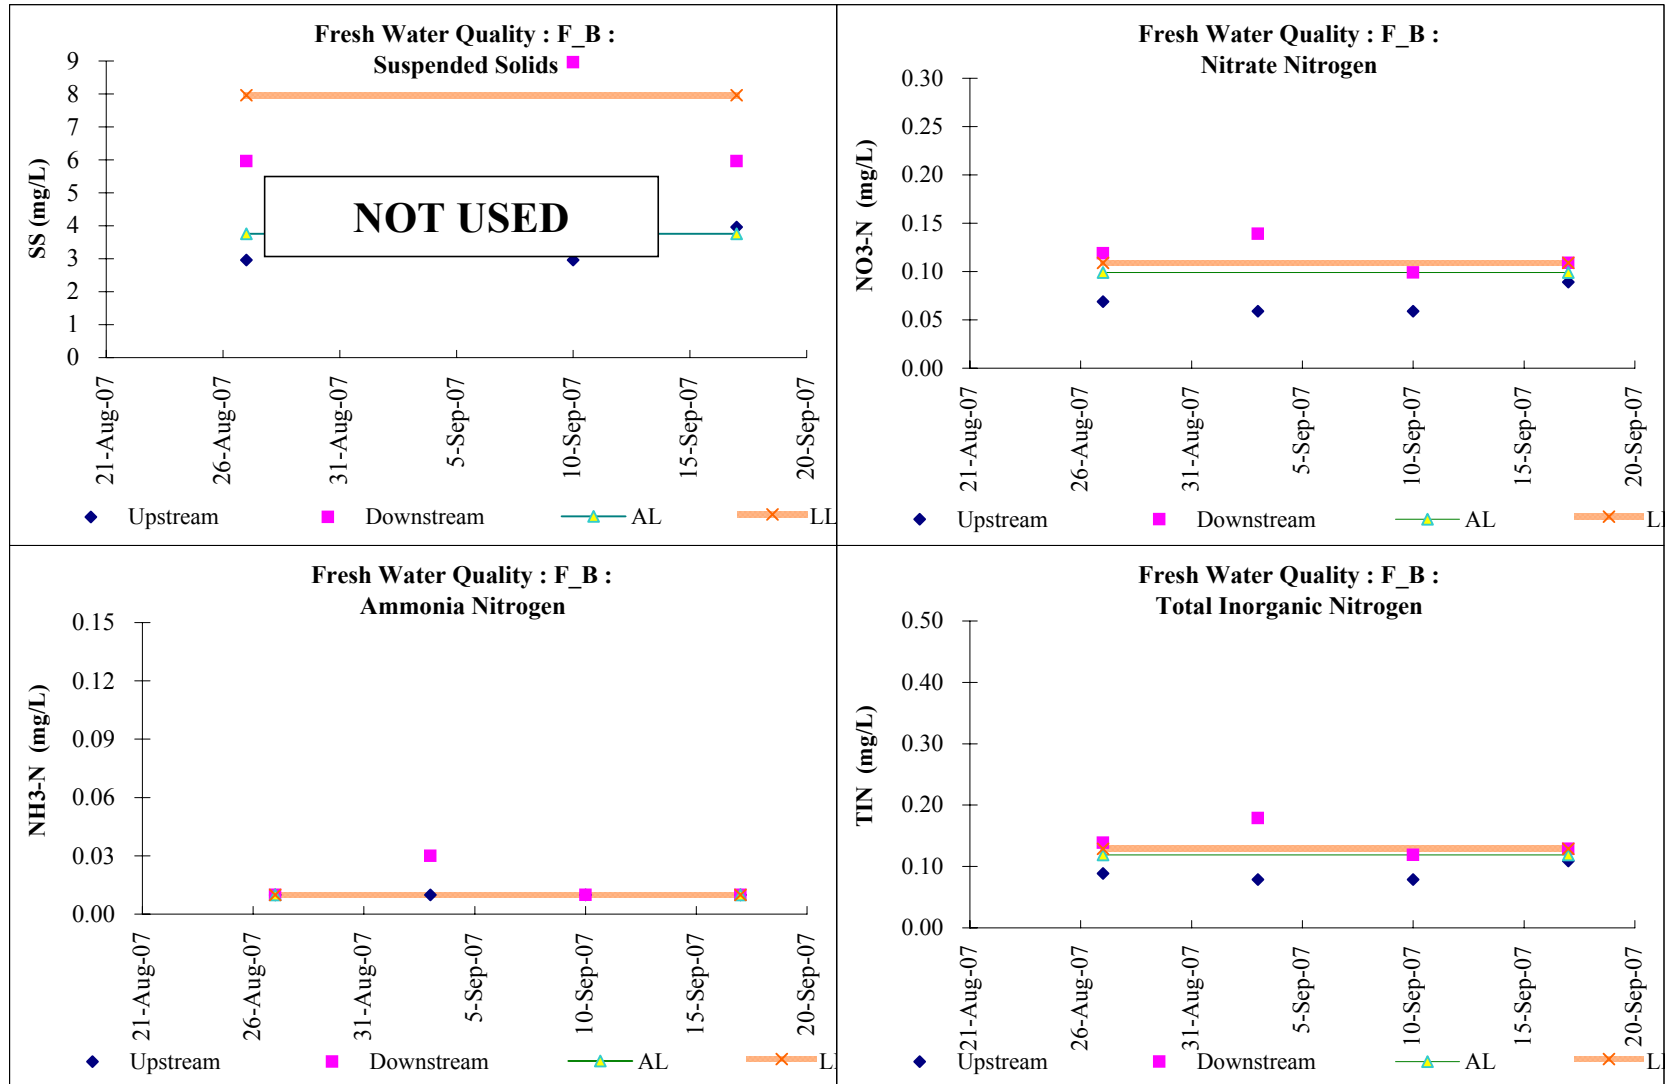 Fresh Water Quality : F_B :
Suspended Solids
9
8
7
6
5
4
3
2
1
0
SS (mg/L)
NOT USED
21-Aug-07
26-Aug-07
31-Aug-07
5-Sep-07
10-Sep-07
15-Sep-07
20-Sep-07
Upstream Downstream AL LL
Fresh Water Quality : F_B :
Nitrate Nitrogen
0.30
0.25
0.20
0.15
0.10
0.05
0.00
NO3-N (mg/L)
21-Aug-07
26-Aug-07
31-Aug-07
5-Sep-07
10-Sep-07
15-Sep-07
20-Sep-07
Upstream Downstream AL LL
Fresh Water Quality : F_B :
Ammonia Nitrogen
0.15
0.12
0.09
0.06
0.03
0.00
NH3-N (mg/L)
21-Aug-07
26-Aug-07
31-Aug-07
5-Sep-07
10-Sep-07
15-Sep-07
20-Sep-07
Upstream Downstream AL LL
Fresh Water Quality : F_B :
Total Inorganic Nitrogen
0.50
0.40
0.30
0.20
0.10
0.00
TIN (mg/L)
21-Aug-07
26-Aug-07
31-Aug-07
5-Sep-07
10-Sep-07
15-Sep-07
20-Sep-07
Upstream Downstream AL LL